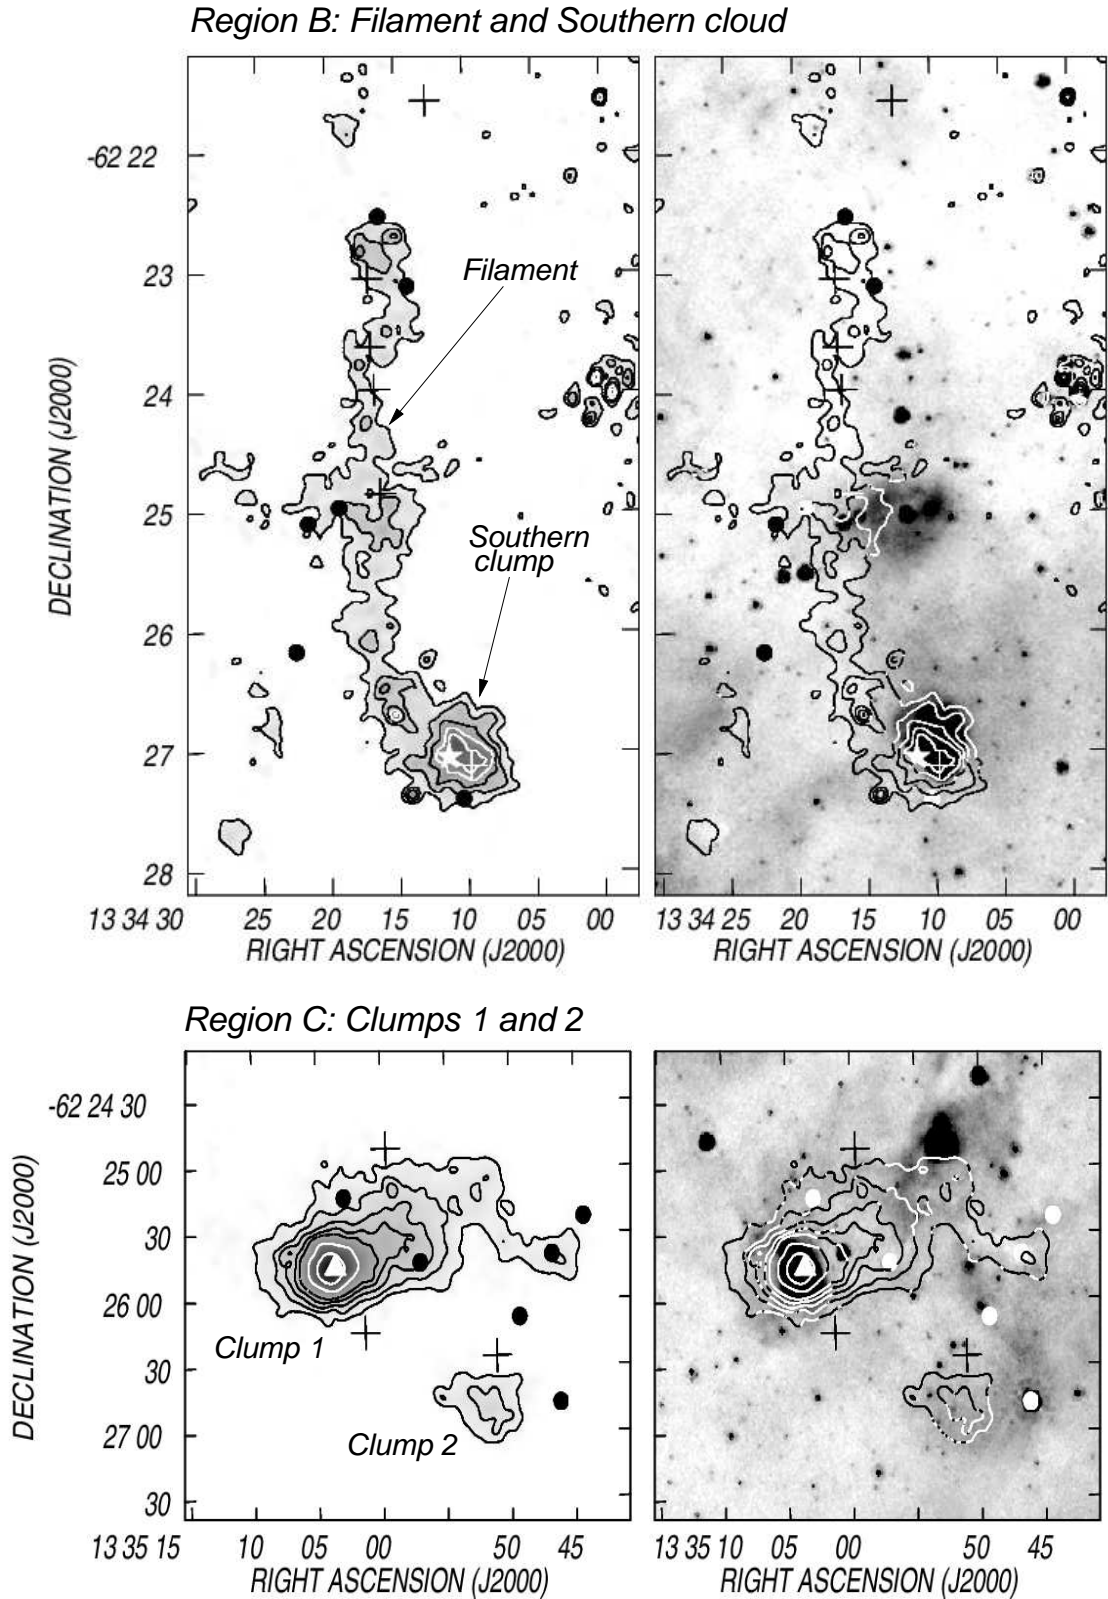 Region B: Filament and Southern cloud
-62 22
23
24
25
26
27
28
DECLINATION (J2000)
Filament
Southern
clump
13 34 30 25 20 15 10 05 00
RIGHT ASCENSION (J2000)
13 34 25 20 15 10 05 00
RIGHT ASCENSION (J2000)
Region C: Clumps 1 and 2
-62 24 30
25 00
30
26 00
30
27 00
30
DECLINATION (J2000)
Clump 1
Clump 2
13 35 15 10 05 00 50 45
RIGHT ASCENSION (J2000)
13 35 10 05 00 50 45
RIGHT ASCENSION (J2000)